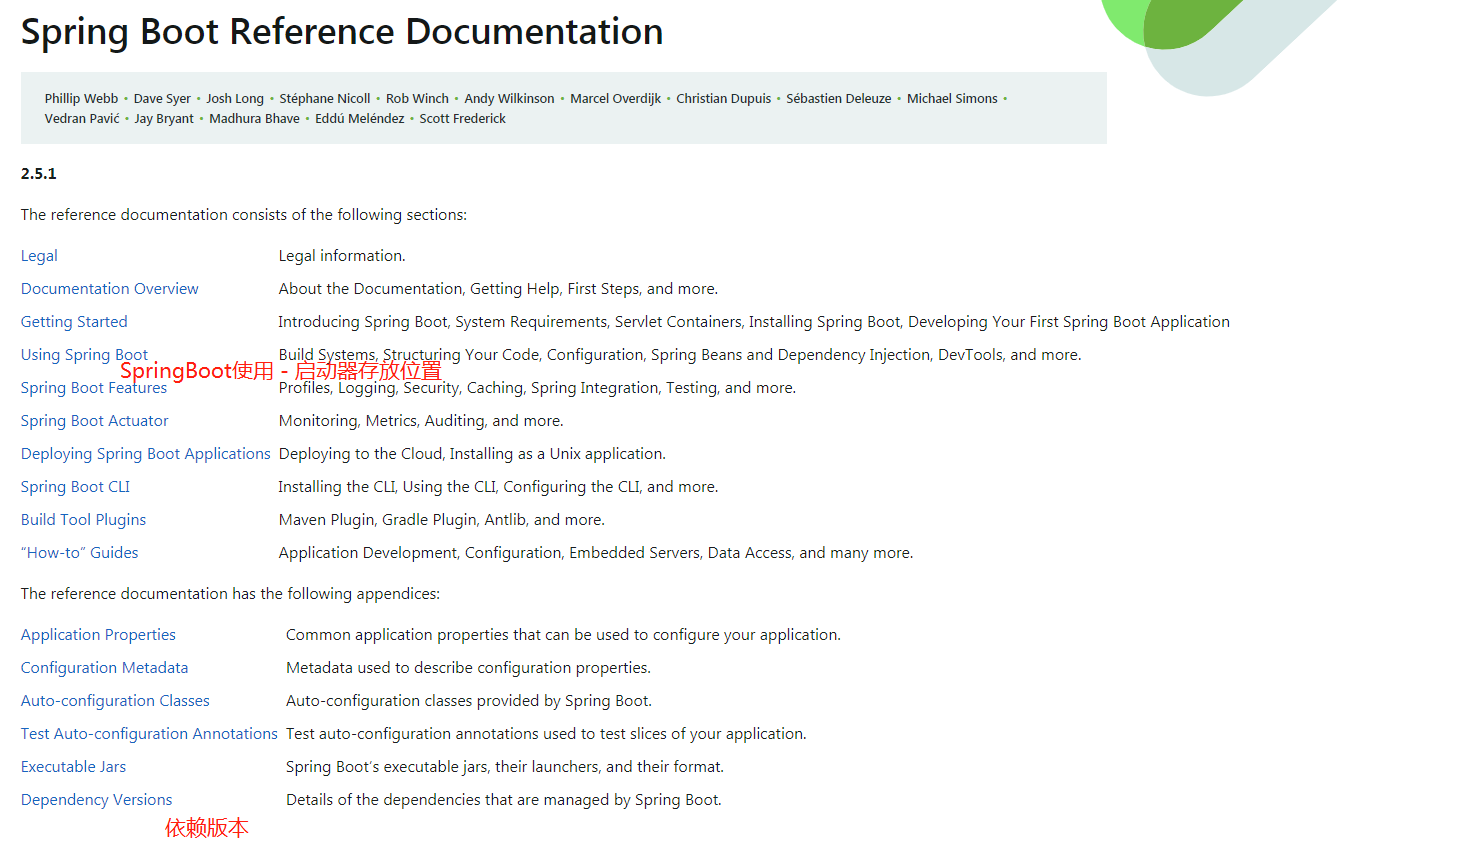 Spring Boot Reference Documentation
Phillip Webb • Dave Syer • Josh Long • Stéphane Nicoll • Rob Winch • Andy Wilkinson • Marcel Overdijk • Christian Dupuis • Sébastien Deleuze • Michael Simons •
Vedran Pavić • Jay Bryant • Madhura Bhave • Eddú Meléndez • Scott Frederick
2.5.1
The reference documentation consists of the following sections:
Legal Legal information.
Documentation Overview About the Documentation, Getting Help, First Steps, and more.
Getting Started Introducing Spring Boot, System Requirements, Servlet Containers, Installing Spring Boot, Developing Your First Spring Boot Application
Using Spring Boot Build Systems, Structuring Your Code, Configuration, Spring Beans and Dependency Injection, DevTools, and more.
SpringBoot使用 - 启动器存放位置
Spring Boot Features Profiles, Logging, Security, Caching, Spring Integration, Testing, and more.
Spring Boot Actuator Monitoring, Metrics, Auditing, and more.
Deploying Spring Boot Applications Deploying to the Cloud, Installing as a Unix application.
Spring Boot CLI Installing the CLI, Using the CLI, Configuring the CLI, and more.
Build Tool Plugins Maven Plugin, Gradle Plugin, Antlib, and more.
“How-to” Guides Application Development, Configuration, Embedded Servers, Data Access, and many more.
The reference documentation has the following appendices:
Application Properties Common application properties that can be used to configure your application.
Configuration Metadata Metadata used to describe configuration properties.
Auto-configuration Classes Auto-configuration classes provided by Spring Boot.
Test Auto-configuration Annotations Test auto-configuration annotations used to test slices of your application.
Executable Jars Spring Boot’s executable jars, their launchers, and their format.
Dependency Versions Details of the dependencies that are managed by Spring Boot.
依赖版本